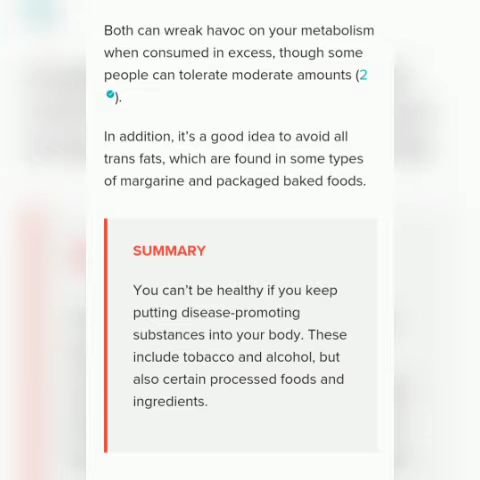 Both can wreak havoc on your metabolism
when consumed in excess, though some
people can tolerate moderate amounts (2
).
In addition, it’s a good idea to avoid all
trans fats, which are found in some types
of margarine and packaged baked foods.
SUMMARY
You can’t be healthy if you keep
putting disease-promoting
substances into your body. These
include tobacco and alcohol, but
also certain processed foods and
ingredients.